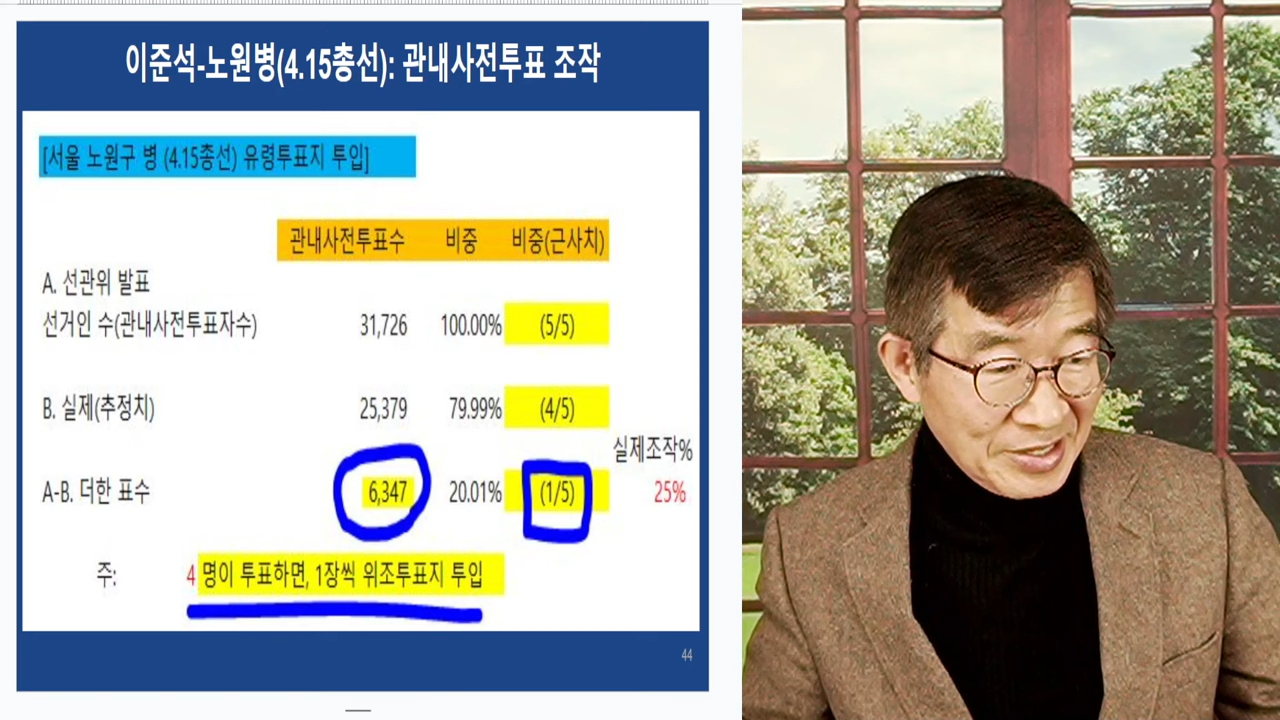 이준석-노원병(4.15총선): 관내사전투표 조작
[서울 노원구 병 (4.15총선) 유령투표지 투입]
관내사전투표수 비중 비중(근사치)
A. 선관위 발표
선거인 수(관내사전투표자수) 31,726 100.00% (5/5)
B. 실제(추정치) 25,379 79.99% (4/5)
실제조작%
A-B. 더한 표수 6,347 20.01% (1/5) 25%
주: 4 명이 투표하면, 1장씩 위조투표지 투입
44